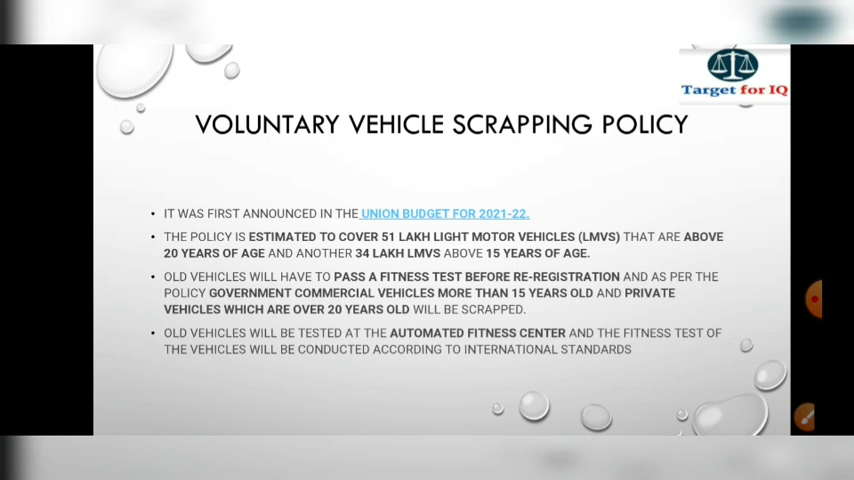 Target for IQ
VOLUNTARY VEHICLE SCRAPPING POLICY
• IT WAS FIRST ANNOUNCED IN THE UNION BUDGET FOR 2021-22.
• THE POLICY IS ESTIMATED TO COVER 51 LAKH LIGHT MOTOR VEHICLES (LMVS) THAT ARE ABOVE
20 YEARS OF AGE AND ANOTHER 34 LAKH LMVS ABOVE 15 YEARS OF AGE.
• OLD VEHICLES WILL HAVE TO PASS A FITNESS TEST BEFORE RE-REGISTRATION AND AS PER THE
POLICY GOVERNMENT COMMERCIAL VEHICLES MORE THAN 15 YEARS OLD AND PRIVATE
VEHICLES WHICH ARE OVER 20 YEARS OLD WILL BE SCRAPPED.
• OLD VEHICLES WILL BE TESTED AT THE AUTOMATED FITNESS CENTER AND THE FITNESS TEST OF
THE VEHICLES WILL BE CONDUCTED ACCORDING TO INTERNATIONAL STANDARDS